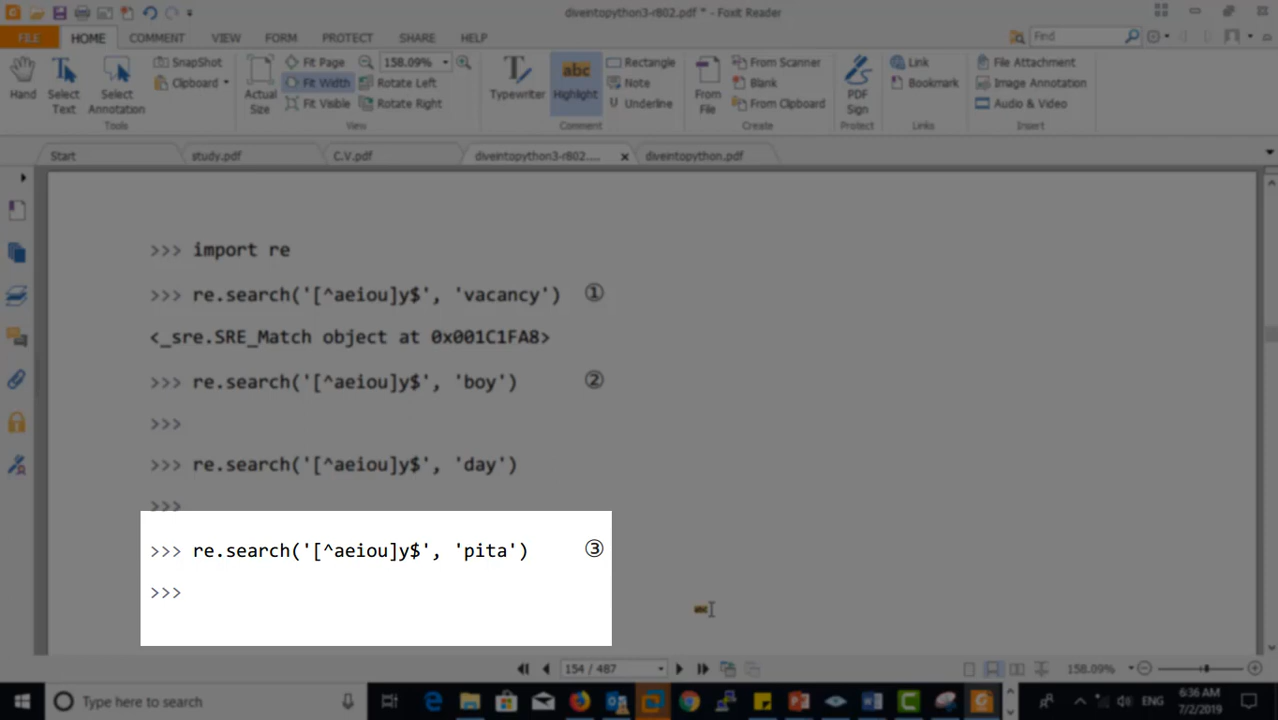 diveintopython3-r802.pdf * - Foxit Reader
FILE HOME COMMENT VIEW FORM PROTECT SHARE HELP
Find
Hand
Select Text
Select Annotation
SnapShot
Clipboard
Tools
Actual Size
Fit Page
Fit Width
Fit Visible
158.09%
Rotate Left
Rotate Right
View
Typewriter
abc
Highlight
Rectangle
Note
Underline
Comment
From File
From Scanner
Blank
From Clipboard
Create
PDF Sign
Protect
Link
Bookmark
Links
File Attachment
Image Annotation
Audio & Video
Insert
Start study.pdf C.V.pdf diveintopython3-r802.... x diveintopython.pdf
>>> import re
>>> re.search('[^aeiou]y$', 'vacancy') ①
<_sre.SRE_Match object at 0x001C1FA8>
>>> re.search('[^aeiou]y$', 'boy') ②
>>>
>>> re.search('[^aeiou]y$', 'day')
>>>
>>> re.search('[^aeiou]y$', 'pita') ③
>>>
154 / 487
158.09%
Type here to search
ENG
6:36 AM
7/2/2019